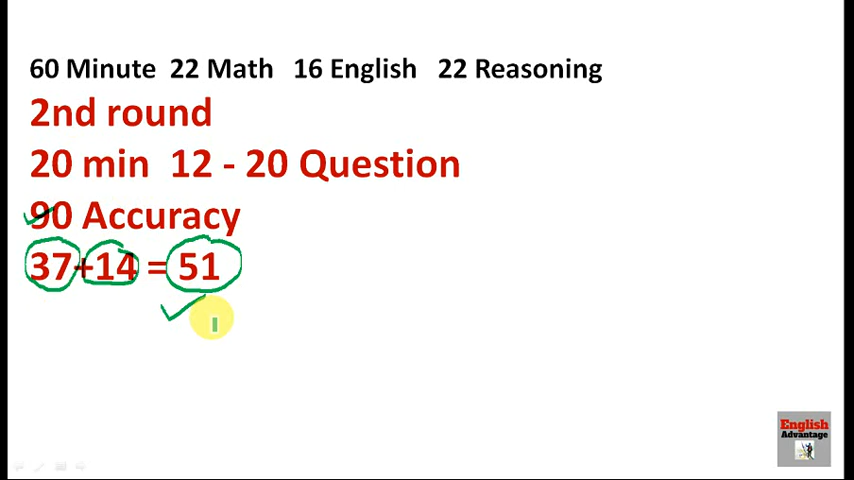 60 Minute 22 Math 16 English 22 Reasoning
2nd round
20 min 12 - 20 Question
90 Accuracy
37+14 = 51
English
Advantage